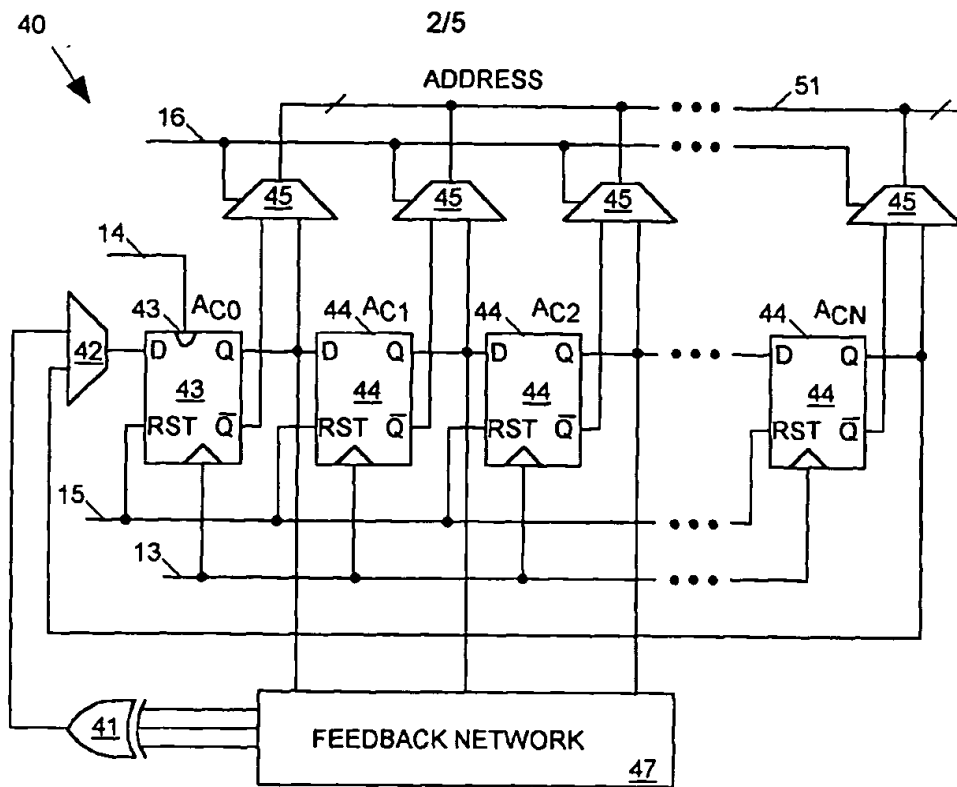 2/5
40
ADDRESS
51
16
45 45 45 45
14
43 AC0 44 AC1 44 AC2 44 ACN
42
D Q D Q D Q D Q
43 44 44 44
RST Q̅ RST Q̅ RST Q̅ RST Q̅
15
13
41
FEEDBACK NETWORK
47